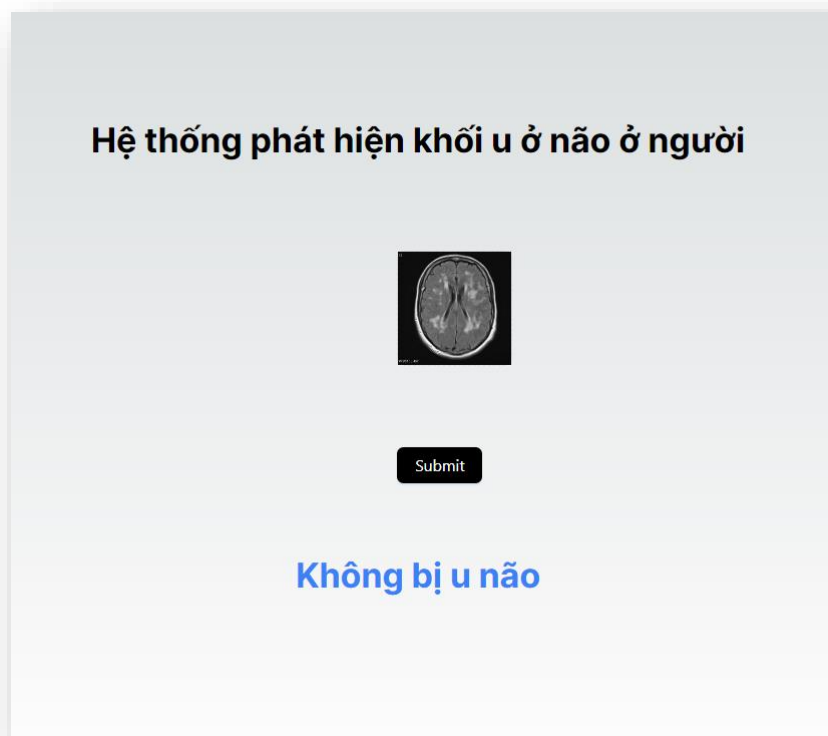 Hệ thống phát hiện khối u ở não ở người
Submit
Không bị u não